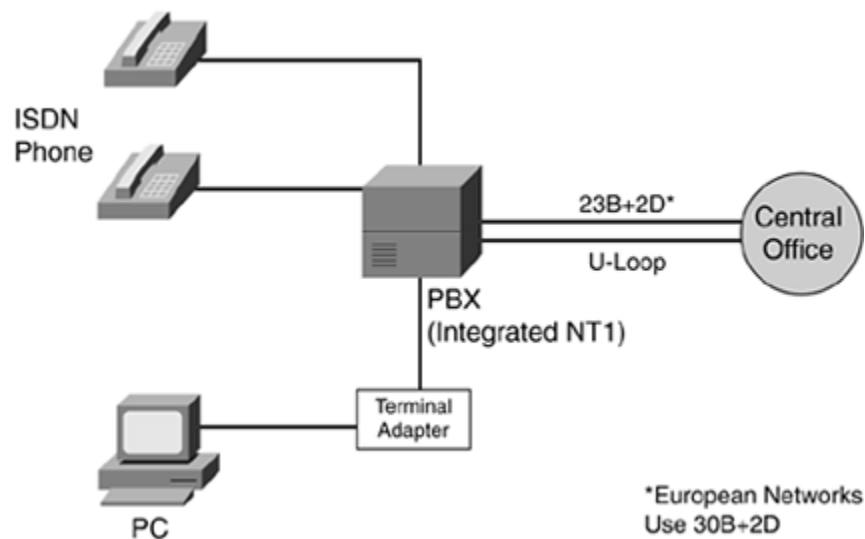 ISDN
Phone
23B+2D*
U-Loop
Central
Office
PBX
(Integrated NT1)
Terminal
Adapter
PC
*European Networks
Use 30B+2D